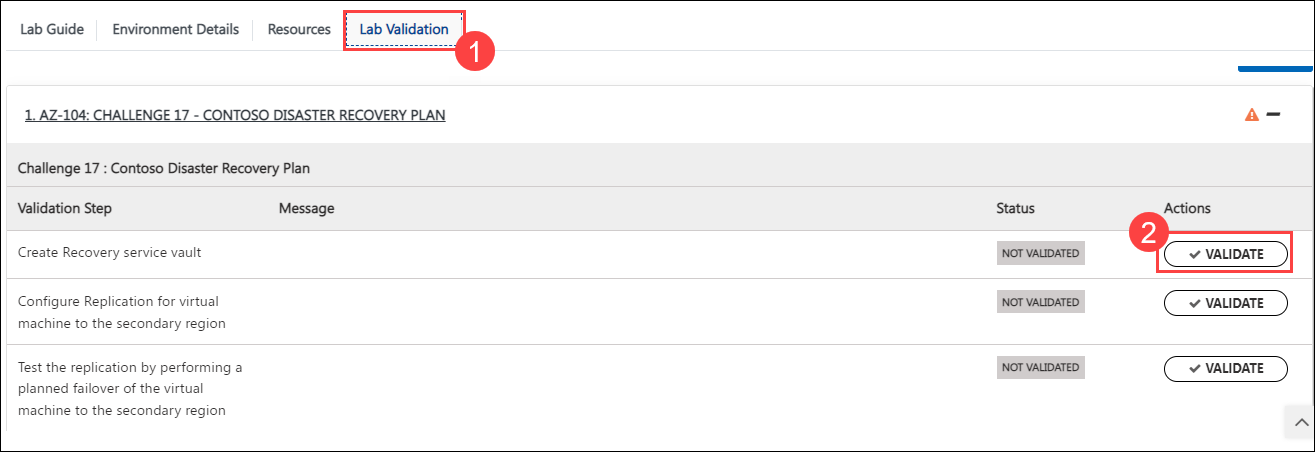 Lab Guide Environment Details Resources Lab Validation
1
1. AZ-104: CHALLENGE 17 - CONTOSO DISASTER RECOVERY PLAN
Challenge 17 : Contoso Disaster Recovery Plan
Validation Step Message Status Actions
2
Create Recovery service vault NOT VALIDATED VALIDATE
Configure Replication for virtual NOT VALIDATED VALIDATE
machine to the secondary region
Test the replication by performing a NOT VALIDATED VALIDATE
planned failover of the virtual
machine to the secondary region